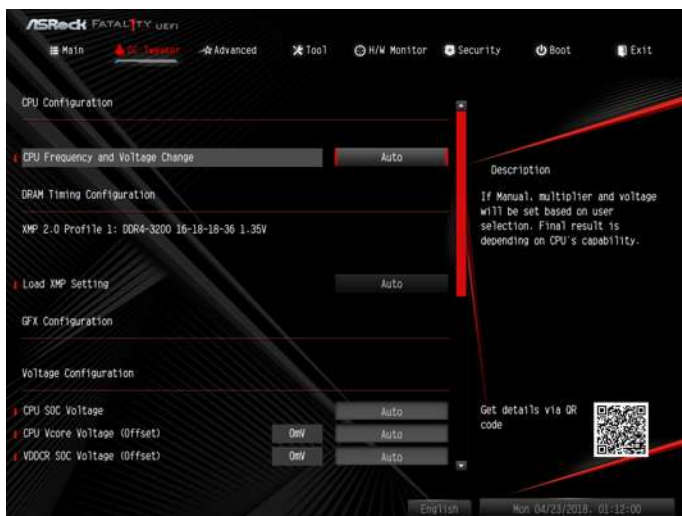 ASRock FATAL1TY UEFI
Main OC Tweaker Advanced Tool H/W Monitor Security Boot Exit
CPU Configuration
CPU Frequency and Voltage Change Auto
Description
If Manual, multiplier and voltage
will be set based on user
selection. Final result is
depending on CPU's capability.
DRAM Timing Configuration
XMP 2.0 Profile 1: DDR4-3200 16-18-18-36 1.35V
Load XMP Setting Auto
GFX Configuration
Voltage Configuration
CPU SOC Voltage Auto
CPU Vcore Voltage (Offset) 0mV Auto
VDDCR SOC Voltage (Offset) 0mV Auto
Get details via QR
code
English Mon 04/23/2018, 01:12:00